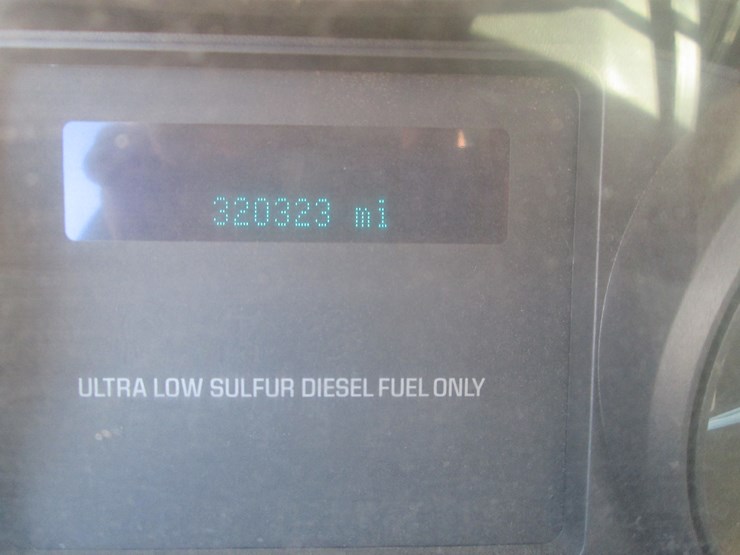 320323 mi
ULTRA LOW SULFUR DIESEL FUEL ONLY